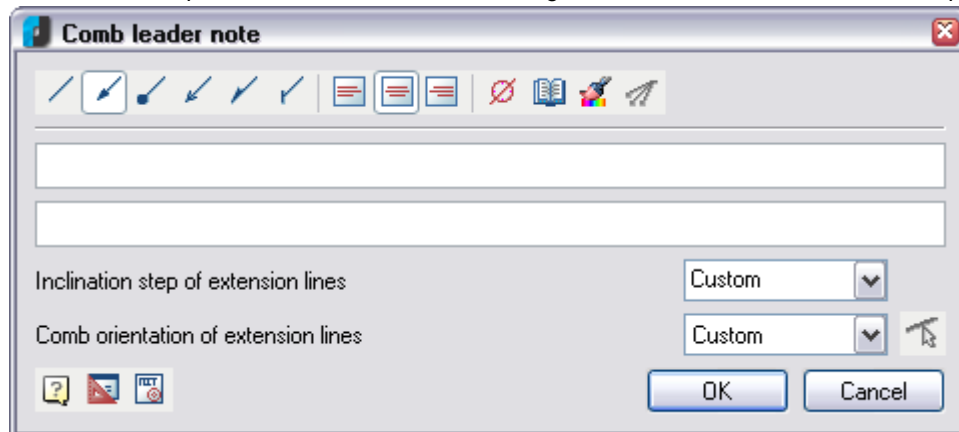 Comb leader note
Inclination step of extension lines
Custom
Comb orientation of extension lines
Custom
OK
Cancel